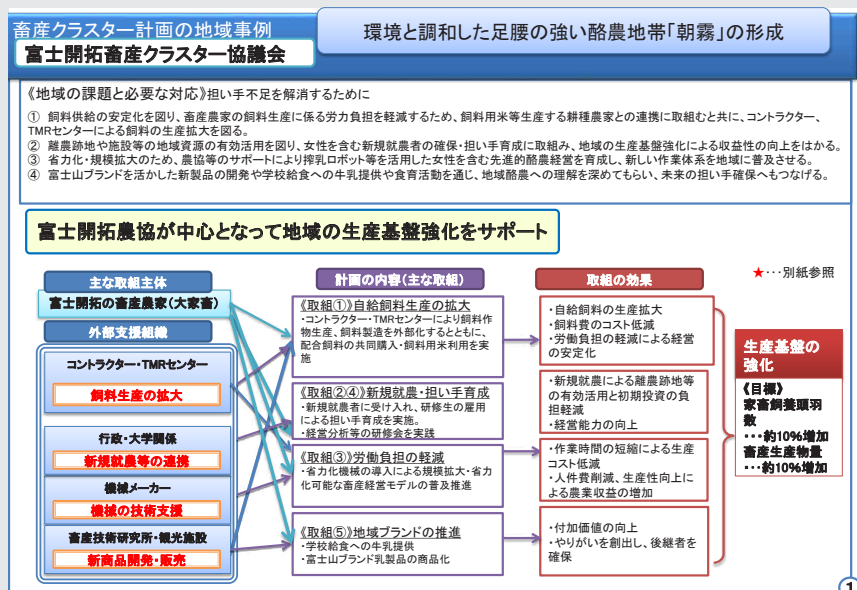 畜産クラスター計画の地域事例
富士開拓畜産クラスター協議会
環境と調和した足腰の強い酪農地帯「朝霧」の形成
《地域の課題と必要な対応》担い手不足を解消するために
① 飼料供給の安定化を図り、畜産農家の飼料生産に係る労力負担を軽減するため、飼料用米等生産する耕種農家との連携に取組むと共に、コントラクター、
TMRセンターによる飼料の生産拡大を図る。
② 離農跡地や施設等の地域資源の有効活用を図り、女性を含む新規就農者の確保・担い手育成に取組み、地域の生産基盤強化による収益性の向上をはかる。
③ 省力化・規模拡大のため、農協等のサポートにより搾乳ロボット等を活用した女性を含む先進的酪農経営を育成し、新しい作業体系を地域に普及させる。
④ 富士山ブランドを活かした新製品の開発や学校給食への牛乳提供や食育活動を通じ、地域酪農への理解を深めてもらい、未来の担い手確保へもつなげる。
富士開拓農協が中心となって地域の生産基盤強化をサポート
★・・・別紙参照
主な取組主体
富士開拓の畜産農家(大家畜)
外部支援組織
コントラクター・TMRセンター
飼料生産の拡大
行政・大学関係
新規就農等の連携
機械メーカー
機械の技術支援
畜産技術研究所・観光施設
新商品開発・販売
計画の内容(主な取組)
《取組①》自給飼料生産の拡大
・コントラクター・TMRセンターにより飼料作
物生産、飼料製造を外部化するとともに、
配合飼料の共同購入・飼料用米利用を実
施
《取組②④》新規就農・担い手育成
・新規就農者に受け入れ、研修生の雇用
による担い手育成を実施。
・経営分析等の研修会を実践
《取組③》労働負担の軽減
・省力化機械の導入による規模拡大・省力
化可能な畜産経営モデルの普及推進
《取組⑤》地域ブランドの推進
・学校給食への牛乳提供
・富士山ブランド乳製品の商品化
取組の効果
・自給飼料の生産拡大
・飼料費のコスト低減
・労働負担の軽減による経営
の安定化
・新規就農による離農跡地等
の有効活用と初期投資の負
担軽減
・経営能力の向上
・作業時間の短縮による生産
コスト低減
・人件費削減、生産性向上に
よる農業収益の増加
・付加価値の向上
・やりがいを創出し、後継者を
確保
生産基盤の
強化
《目標》
家畜飼養頭羽
数
・・・約10%増加
畜産生産物量
・・・約10%増加
①